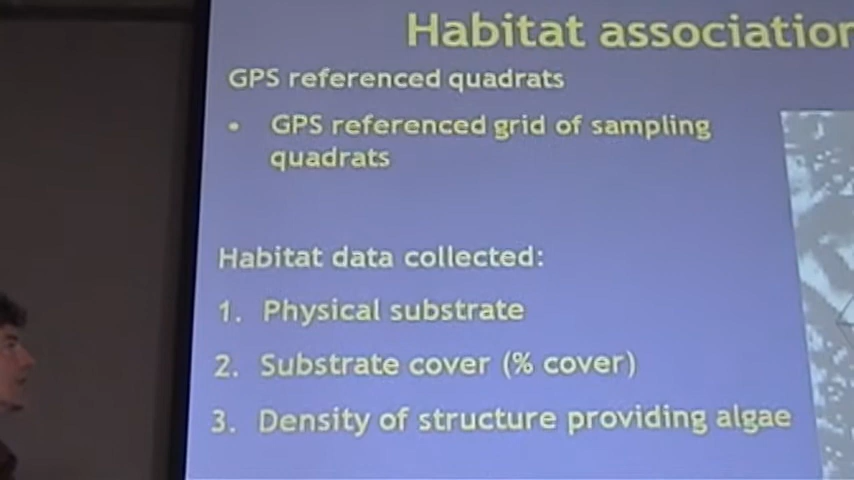 Habitat association
GPS referenced quadrats
• GPS referenced grid of sampling
quadrats
Habitat data collected:
1. Physical substrate
2. Substrate cover (% cover)
3. Density of structure providing algae